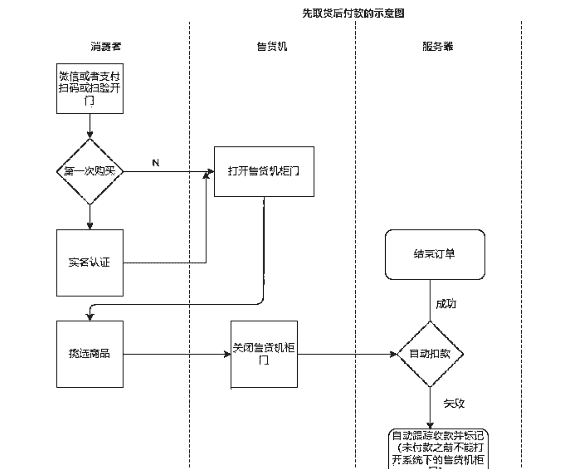 先取货后付款的示意图
消费者
售货机
服务器
微信或者支付
扫码或扫脸开
门
第一次购买
N
打开售货机柜门
实名认证
结束订单
成功
挑选商品
关闭售货机柜
门
自动扣款
失败
自动跟踪收款并标记
（未付款之前不能打
开系统下的售货机柜